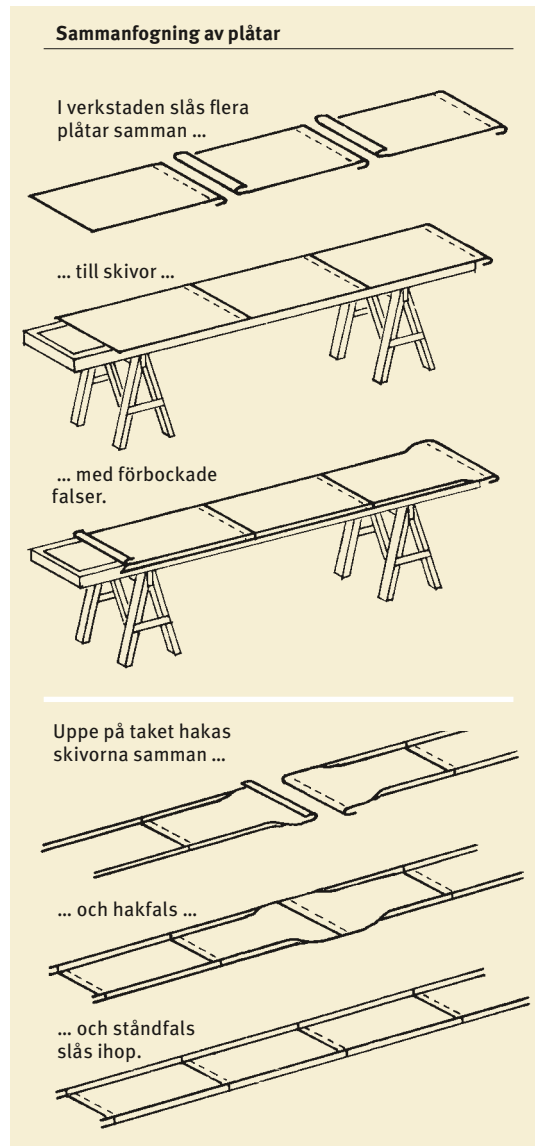 Sammanfogning av plåtar
I verkstaden slås flera
plåtar samman ...
... till skivor ...
... med förbockade
falser.
Uppe på taket hakas
skivorna samman ...
... och hakfals ...
... och ståndfals
slås ihop.